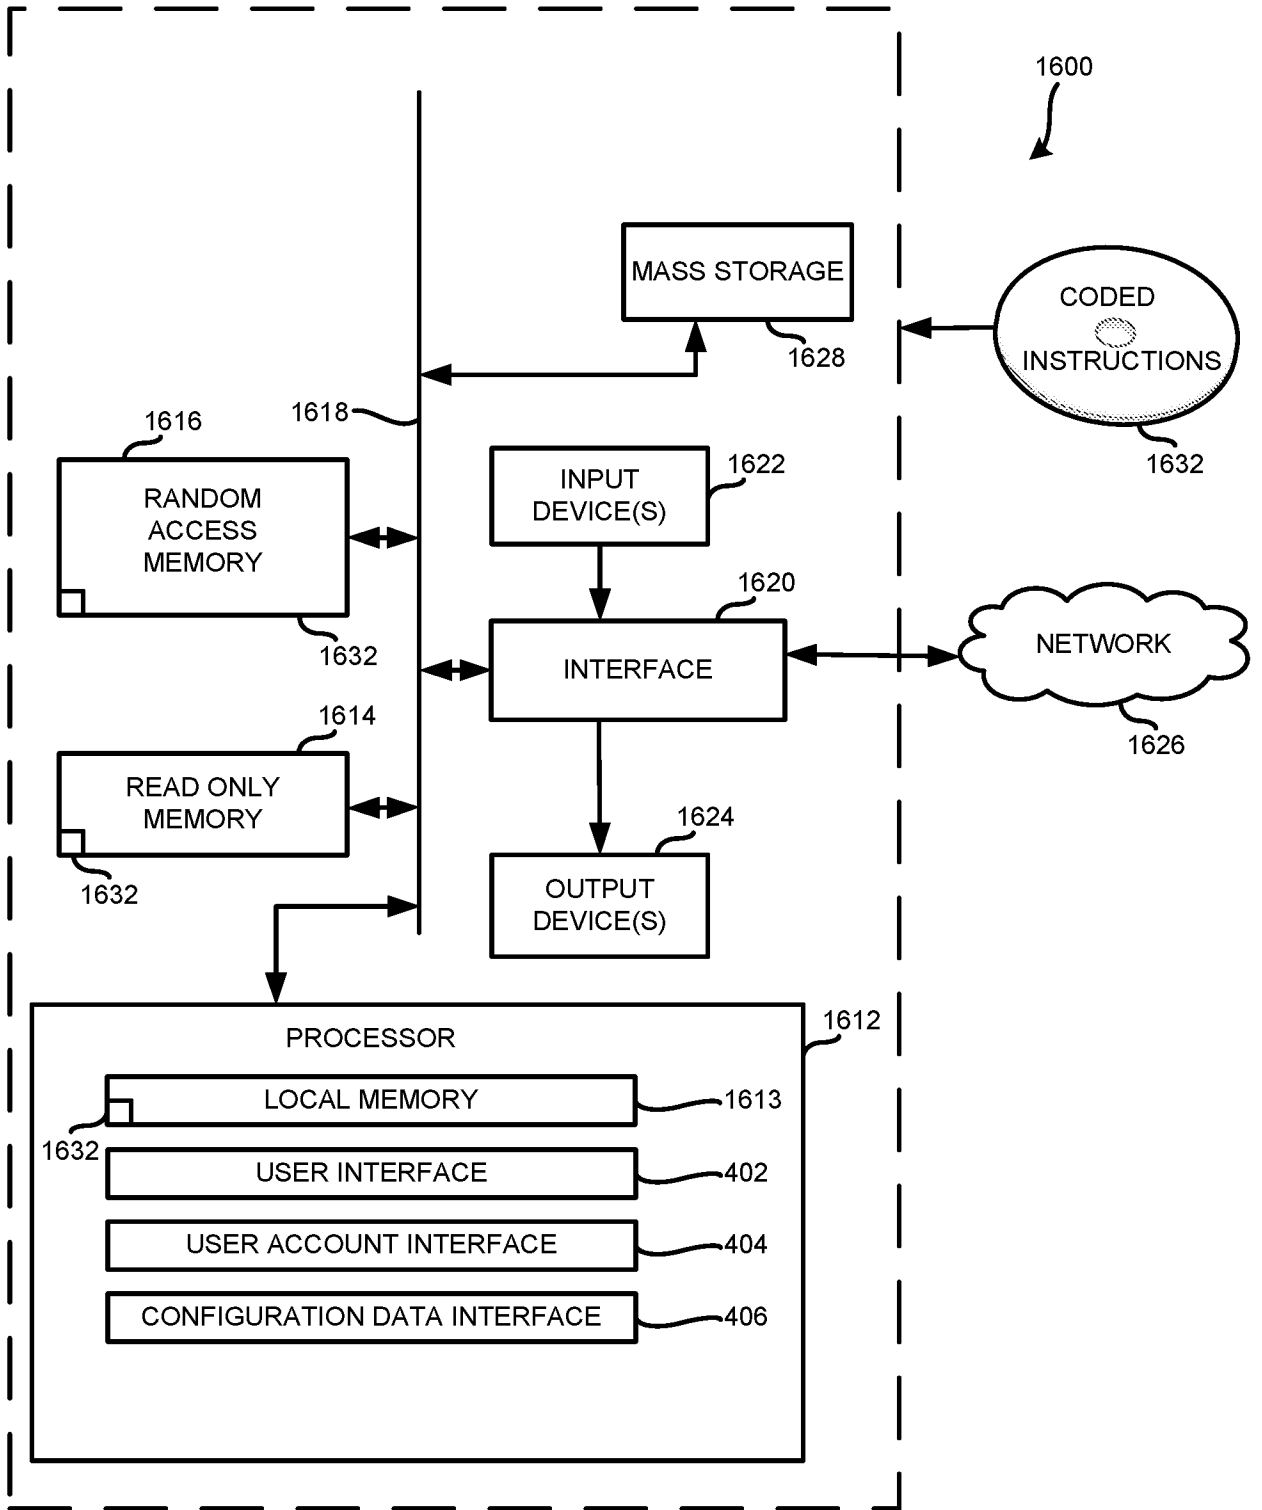 1600
MASS STORAGE
1628
CODED
INSTRUCTIONS
1632
1618
1616
RANDOM
ACCESS
MEMORY
1632
INPUT
DEVICE(S)
1622
1620
INTERFACE
NETWORK
1626
1614
READ ONLY
MEMORY
1632
1624
OUTPUT
DEVICE(S)
1612
PROCESSOR
LOCAL MEMORY
1613
1632
USER INTERFACE
402
USER ACCOUNT INTERFACE
404
CONFIGURATION DATA INTERFACE
406